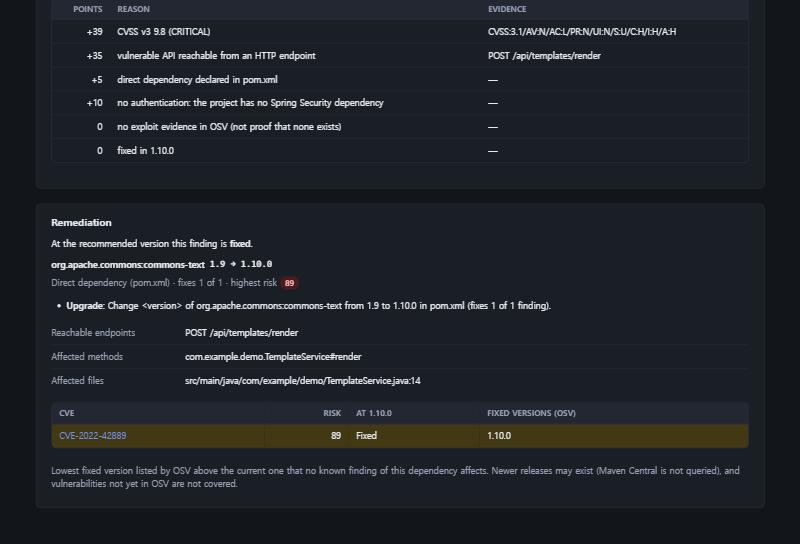 POINTS REASON EVIDENCE
+39 CVSS v3 9.8 (CRITICAL) CVSS:3.1/AV:N/AC:L/PR:N/UI:N/S:U/C:H/I:H/A:H
+35 vulnerable API reachable from an HTTP endpoint POST /api/templates/render
+5 direct dependency declared in pom.xml —
+10 no authentication: the project has no Spring Security dependency —
0 no exploit evidence in OSV (not proof that none exists) —
0 fixed in 1.10.0 —
Remediation
At the recommended version this finding is fixed.
org.apache.commons:commons-text 1.9 → 1.10.0
Direct dependency (pom.xml) · fixes 1 of 1 · highest risk 89
• Upgrade: Change <version> of org.apache.commons:commons-text from 1.9 to 1.10.0 in pom.xml (fixes 1 of 1 finding).
Reachable endpoints POST /api/templates/render
Affected methods com.example.demo.TemplateService#render
Affected files src/main/java/com/example/demo/TemplateService.java:14
CVE RISK AT 1.10.0 FIXED VERSIONS (OSV)
CVE-2022-42889 89 Fixed 1.10.0
Lowest fixed version listed by OSV above the current one that no known finding of this dependency affects. Newer releases may exist (Maven Central is not queried), and
vulnerabilities not yet in OSV are not covered.